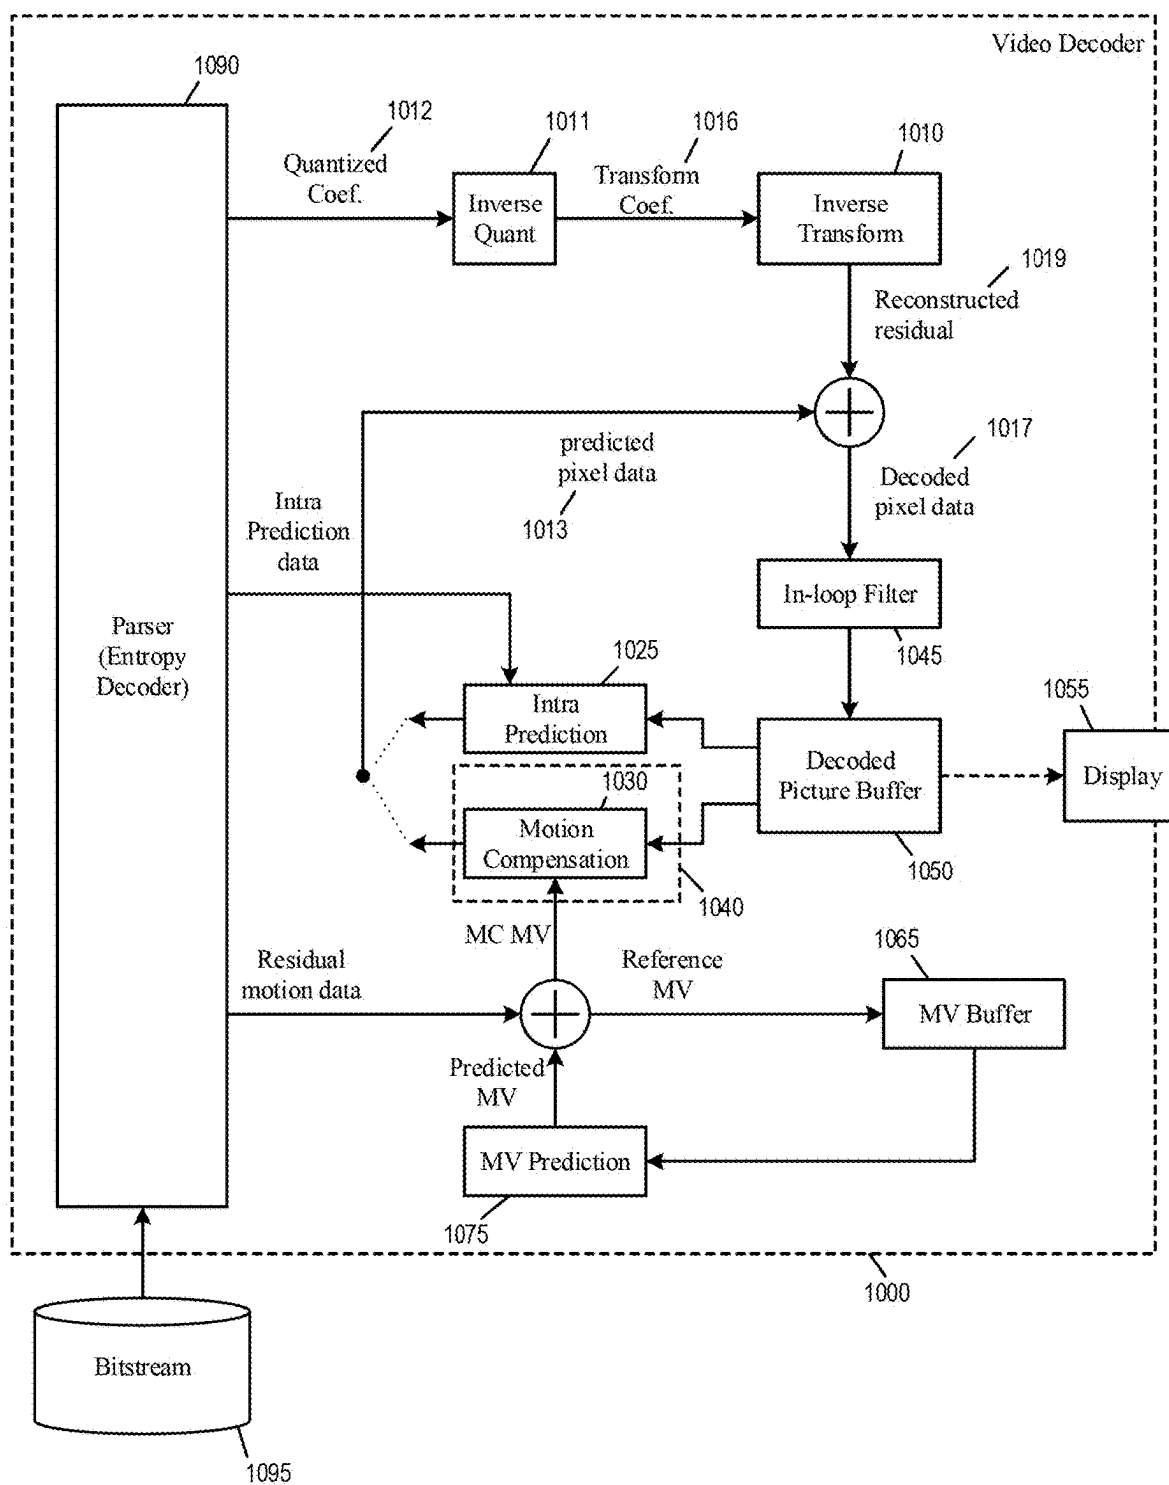 Video Decoder
1090
1012
1011
1016
1010
Quantized
Coef.
Inverse
Quant
Transform
Coef.
Inverse
Transform
1019
Reconstructed
residual
1017
predicted
pixel data
1013
Decoded
pixel data
Intra
Prediction
data
In-loop Filter
1045
Parser
(Entropy
Decoder)
1025
Intra
Prediction
1055
Decoded
Picture Buffer
Display
1030
Motion
Compensation
1050
1040
MC MV
1065
Residual
motion data
Reference
MV
MV Buffer
Predicted
MV
MV Prediction
1075
1000
Bitstream
1095